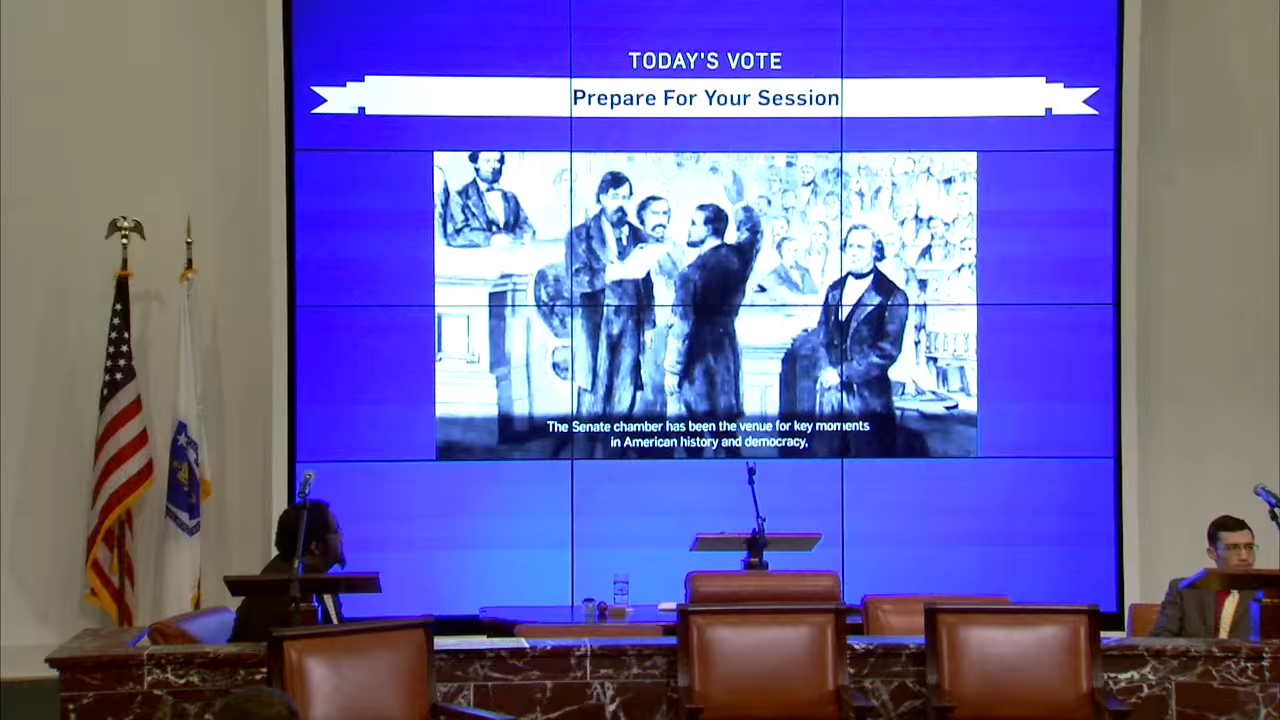 TODAY'S VOTE
Prepare For Your Session
The Senate chamber has been the venue for key moments
in American history and democracy,